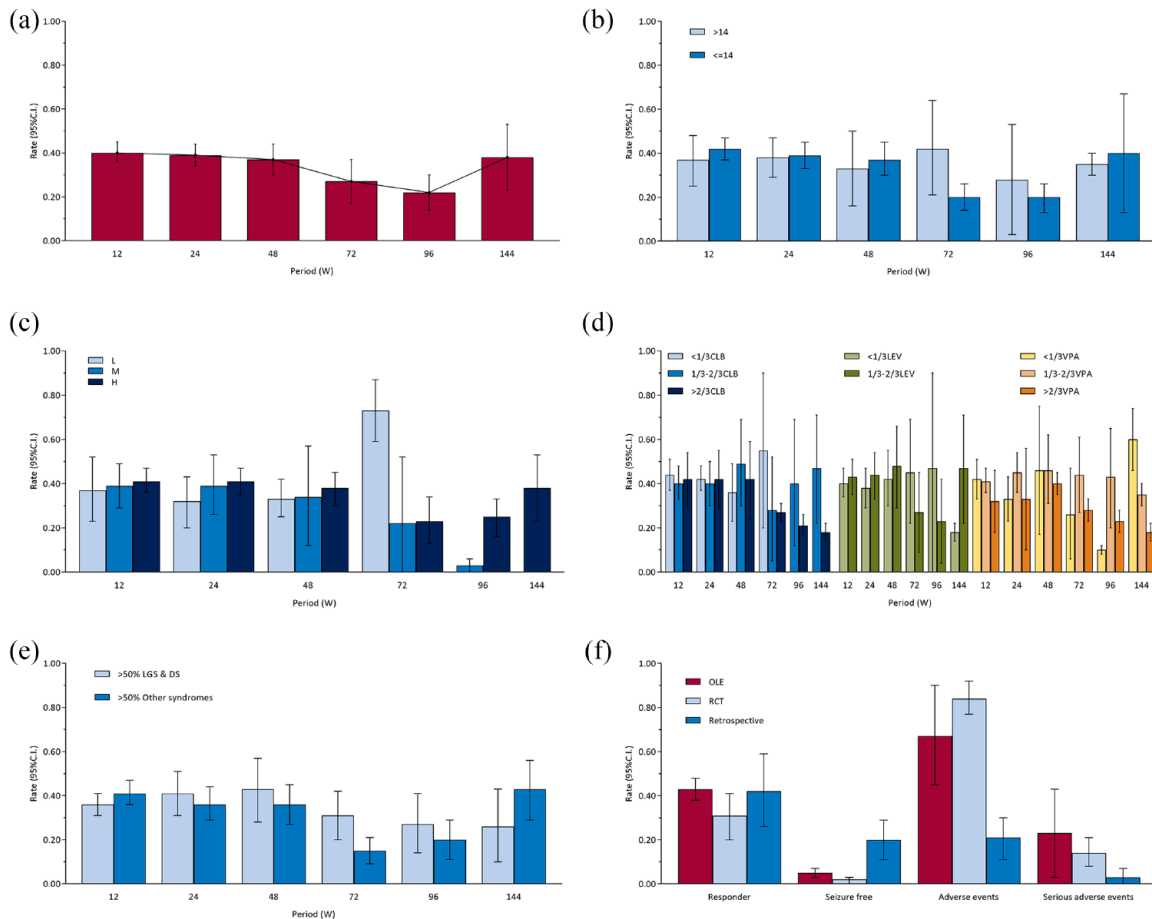 (a)
1.00
0.80
0.60
0.40
0.20
0.00
Rate (95%C.I.)
12 24 48 72 96 144
Period (W)
(b)
>14
<=14
1.00
0.80
0.60
0.40
0.20
0.00
Rate (95%C.I.)
12 24 48 72 96 144
Period (W)
(c)
L
M
H
1.00
0.80
0.60
0.40
0.20
0.00
Rate (95%C.I.)
12 24 48 72 96 144
Period (W)
(d)
<1/3CLB <1/3LEV <1/3VPA
1/3-2/3CLB 1/3-2/3LEV 1/3-2/3VPA
>2/3CLB >2/3VPA
1.00
0.80
0.60
0.40
0.20
0.00
Rate (95%C.I.)
12 24 48 72 96 144 12 24 48 72 96 144 12 24 48 72 96 144
Period (W)
(e)
>50% LGS & DS
>50% Other syndromes
1.00
0.80
0.60
0.40
0.20
0.00
Rate (95%C.I.)
12 24 48 72 96 144
Period (W)
(f)
OLE
RCT
Retrospective
1.00
0.80
0.60
0.40
0.20
0.00
Rate (95%C.I.)
Responder Seizure free Adverse events Serious adverse events